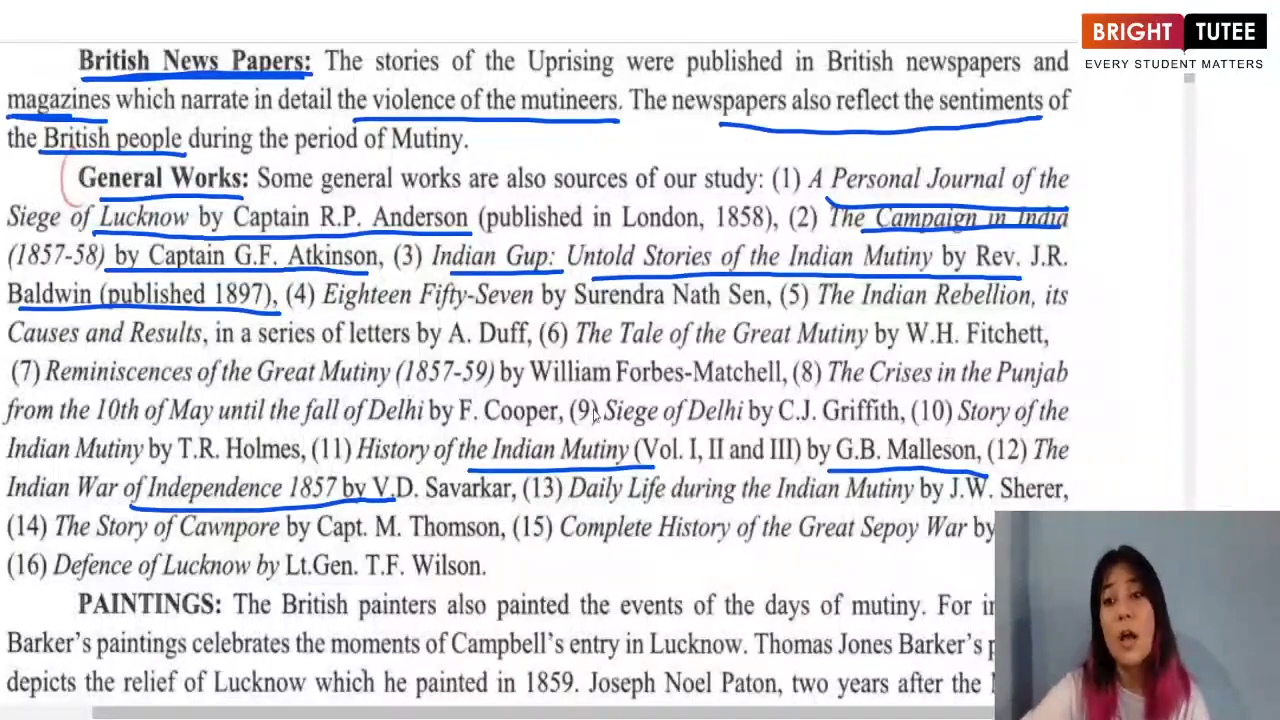 BRIGHT TUTEE
EVERY STUDENT MATTERS
British News Papers: The stories of the Uprising were published in British newspapers and
magazines which narrate in detail the violence of the mutineers. The newspapers also reflect the sentiments of
the British people during the period of Mutiny.
General Works: Some general works are also sources of our study: (1) A Personal Journal of the
Siege of Lucknow by Captain R.P. Anderson (published in London, 1858), (2) The Campaign in India
(1857-58) by Captain G.F. Atkinson, (3) Indian Gup: Untold Stories of the Indian Mutiny by Rev. J.R.
Baldwin (published 1897), (4) Eighteen Fifty-Seven by Surendra Nath Sen, (5) The Indian Rebellion, its
Causes and Results, in a series of letters by A. Duff, (6) The Tale of the Great Mutiny by W.H. Fitchett,
(7) Reminiscences of the Great Mutiny (1857-59) by William Forbes-Matchell, (8) The Crises in the Punjab
from the 10th of May until the fall of Delhi by F. Cooper, (9) Siege of Delhi by C.J. Griffith, (10) Story of the
Indian Mutiny by T.R. Holmes, (11) History of the Indian Mutiny (Vol. I, II and III) by G.B. Malleson, (12) The
Indian War of Independence 1857 by V.D. Savarkar, (13) Daily Life during the Indian Mutiny by J.W. Sherer,
(14) The Story of Cawnpore by Capt. M. Thomson, (15) Complete History of the Great Sepoy War by
(16) Defence of Lucknow by Lt.Gen. T.F. Wilson.
PAINTINGS: The British painters also painted the events of the days of mutiny. For
Barker's paintings celebrates the moments of Campbell's entry in Lucknow. Thomas Jones Barker's
depicts the relief of Lucknow which he painted in 1859. Joseph Noel Paton, two years after the